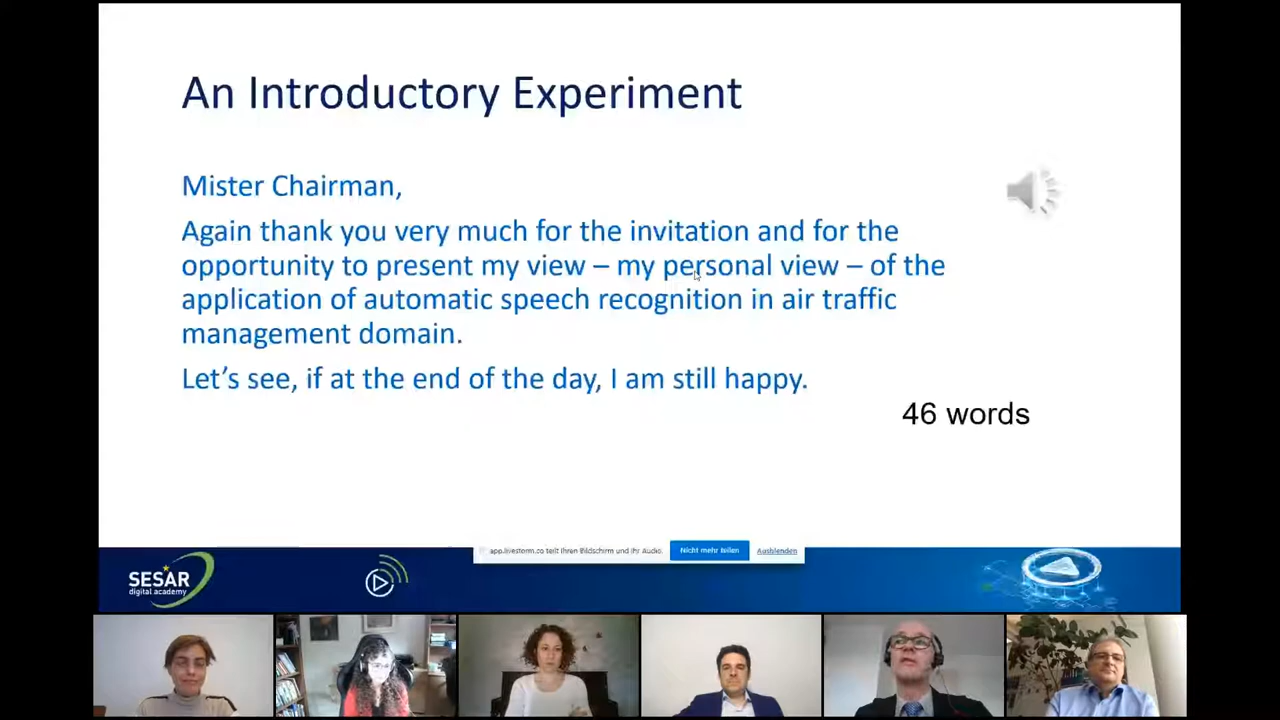 An Introductory Experiment
Mister Chairman,
Again thank you very much for the invitation and for the
opportunity to present my view – my personal view – of the
application of automatic speech recognition in air traffic
management domain.
Let’s see, if at the end of the day, I am still happy.
46 words
app.livestorm.co teilt Ihren Bildschirm und Ihr Audio.
Nicht mehr teilen
Ausblenden
SESAR
digital academy